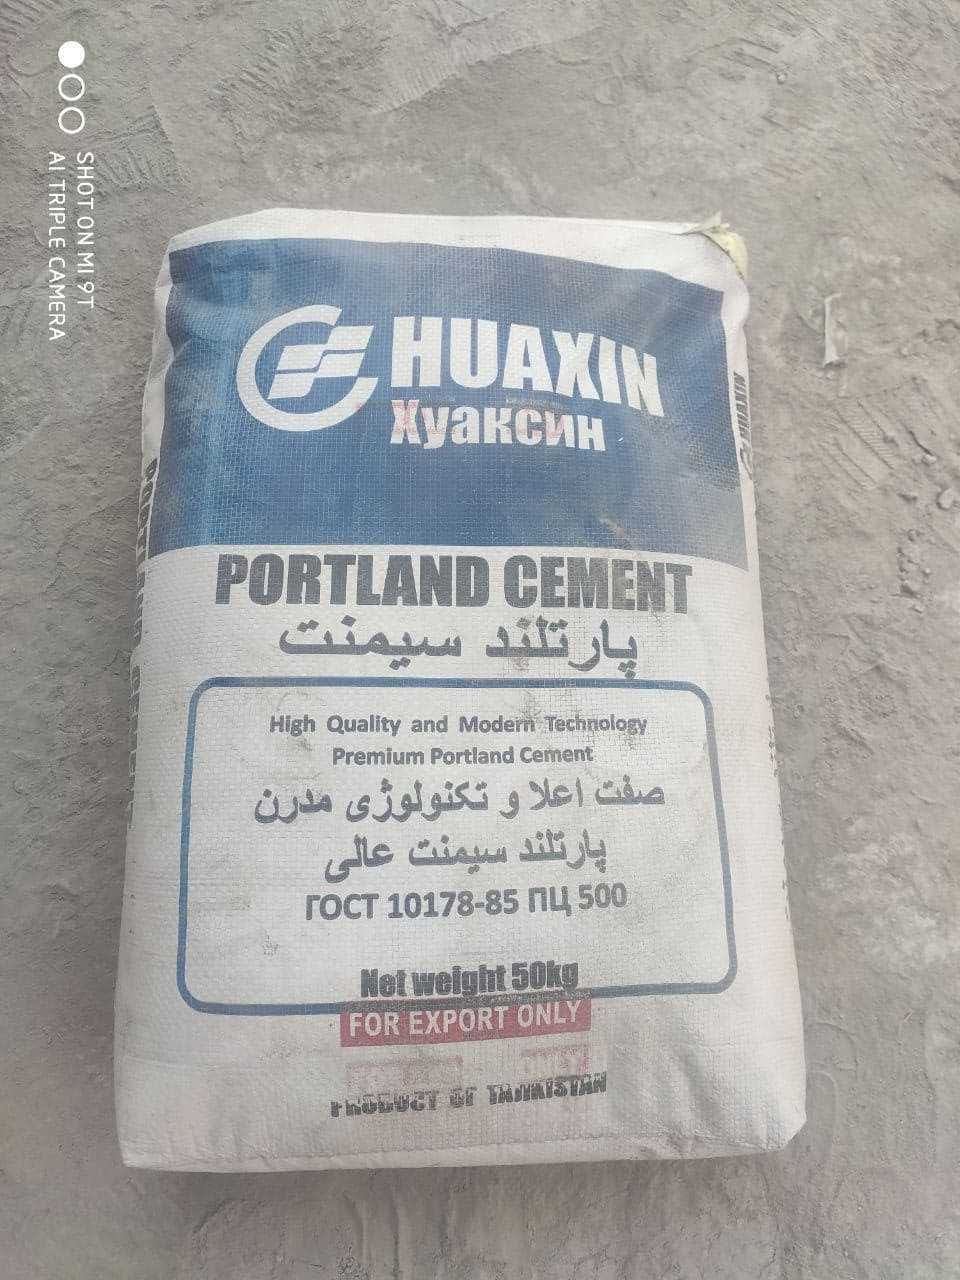 SHOT ON MI 9T
AI TRIPLE CAMERA
HUAXIN
Хуаксин
PORTLAND CEMENT
پارتلند سیمنت
High Quality and Modern Technology
Premium Portland Cement
صفت اعلا و تکنولوژی مدرن
پارتلند سیمنت عالی
ГОСТ 10178-85 ПЦ 500
Net weight 50kg
FOR EXPORT ONLY
PRODUCT OF TAJIKISTAN